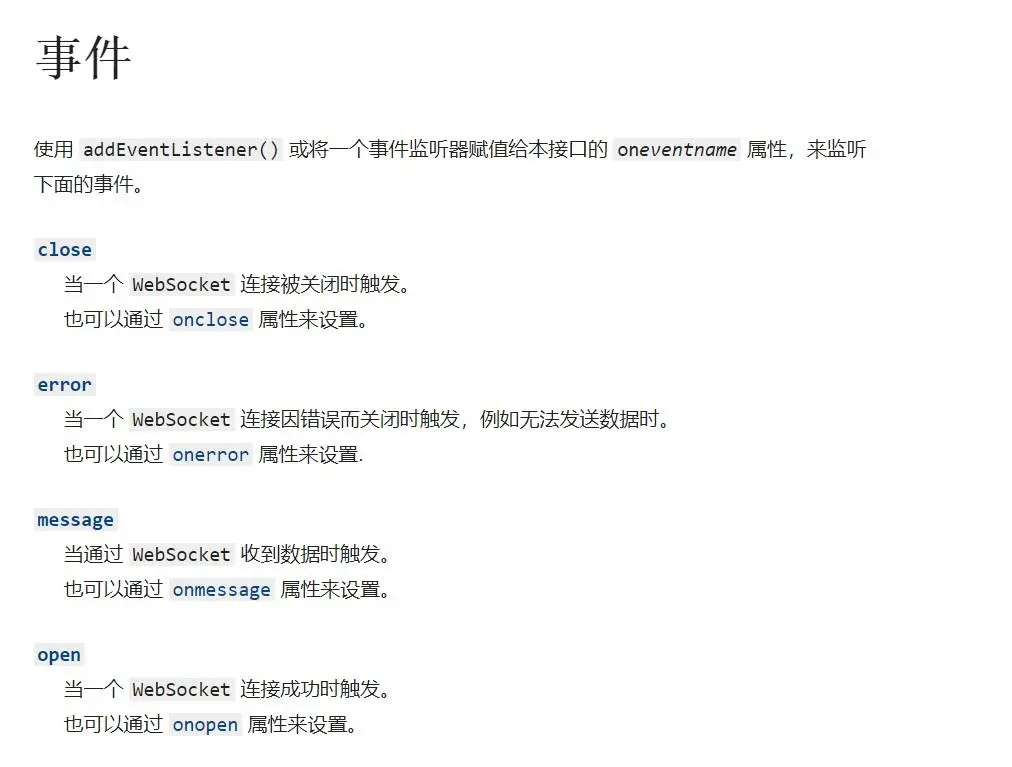 事件
使用 addEventListener() 或将一个事件监听器赋值给本接口的 oneventname 属性，来监听
下面的事件。
close
当一个 WebSocket 连接被关闭时触发。
也可以通过 onclose 属性来设置。
error
当一个 WebSocket 连接因错误而关闭时触发，例如无法发送数据时。
也可以通过 onerror 属性来设置.
message
当通过 WebSocket 收到数据时触发。
也可以通过 onmessage 属性来设置。
open
当一个 WebSocket 连接成功时触发。
也可以通过 onopen 属性来设置。